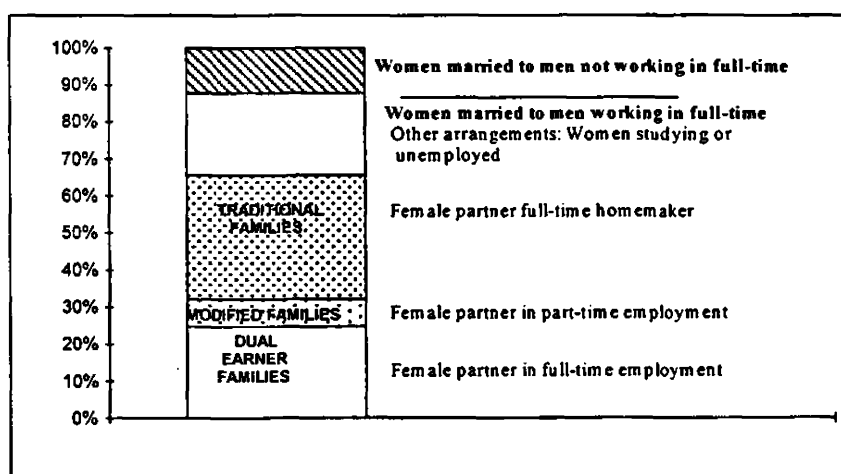 100%
90%
80%
70%
60%
50%
40%
30%
20%
10%
0%
TRADITIONAL
FAMILIES
MODIFIED FAMILIES
DUAL
EARNER
FAMILIES
Women married to men not working in full-time
Women married to men working in full-time
Other arrangements: Women studying or
unemployed
Female partner full-time homemaker
Female partner in part-time employment
Female partner in full-time employment